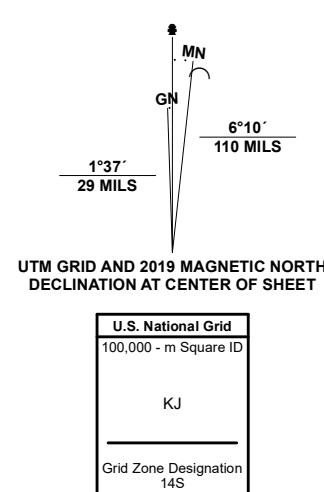 MN
GN
6°10´
110 MILS
1°37´
29 MILS
UTM GRID AND 2019 MAGNETIC NORTH
DECLINATION AT CENTER OF SHEET
U.S. National Grid
100,000 - m Square ID
KJ
Grid Zone Designation
14S